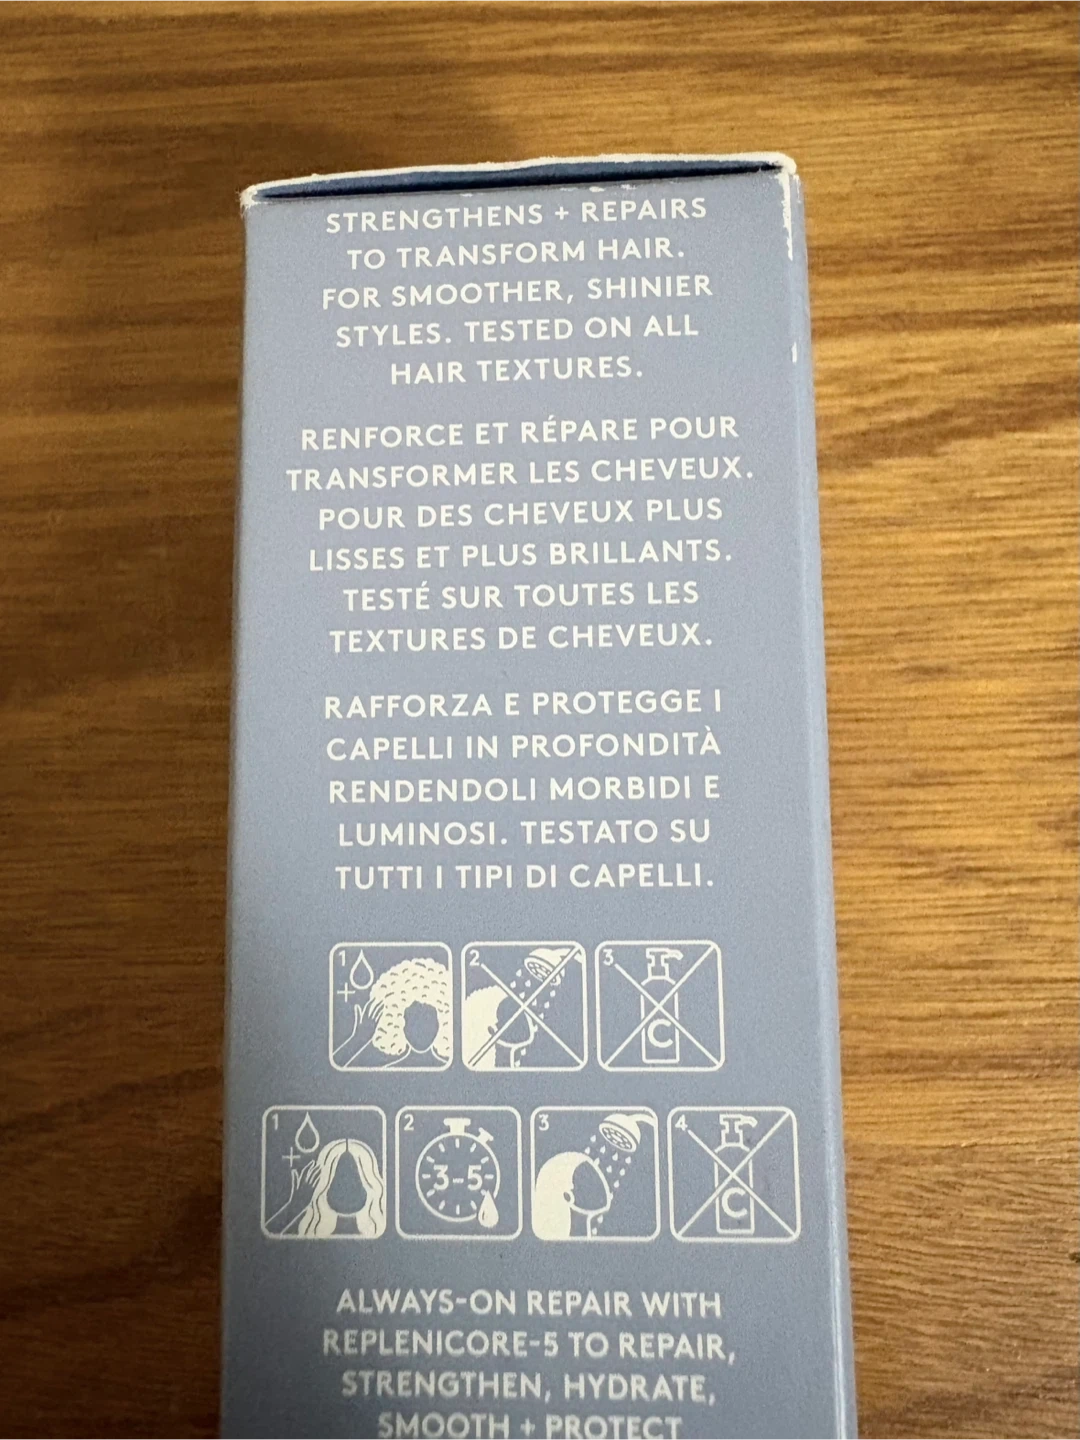 STRENGTHENS + REPAIRS
TO TRANSFORM HAIR.
FOR SMOOTHER, SHINIER
STYLES. TESTED ON ALL
HAIR TEXTURES.
RENFORCE ET RÉPARE POUR
TRANSFORMER LES CHEVEUX.
POUR DES CHEVEUX PLUS
LISSES ET PLUS BRILLANTS.
TESTÉ SUR TOUTES LES
TEXTURES DE CHEVEUX.
RAFFORZA E PROTEGGE I
CAPELLI IN PROFONDITÀ
RENDENDOLI MORBIDI E
LUMINOSI. TESTATO SU
TUTTI I TIPI DI CAPELLI.
1 + 2 3 C
1 + 2 3-5 3 4 C
ALWAYS-ON REPAIR WITH
REPLENICORE-5 TO REPAIR,
STRENGTHEN, HYDRATE,
SMOOTH + PROTECT